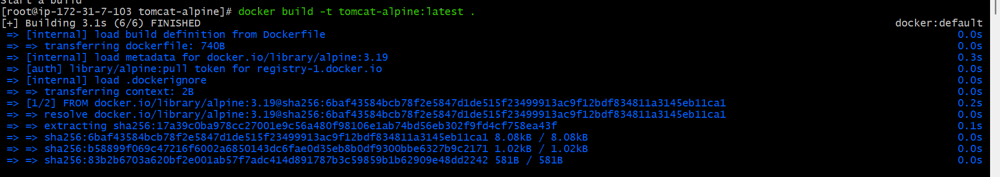 start a build
[root@ip-172-31-7-103 tomcat-alpine]# docker build -t tomcat-alpine:latest .
[+] Building 3.1s (6/6) FINISHED docker:default
=> [internal] load build definition from Dockerfile 0.0s
=> => transferring dockerfile: 740B 0.0s
=> [internal] load metadata for docker.io/library/alpine:3.19 0.3s
=> [auth] library/alpine:pull token for registry-1.docker.io 0.0s
=> [internal] load .dockerignore 0.0s
=> => transferring context: 2B 0.0s
=> [1/2] FROM docker.io/library/alpine:3.19@sha256:6baf43584bcb78f2e5847d1de515f23499913ac9f12bdf834811a3145eb11ca1 0.2s
=> => resolve docker.io/library/alpine:3.19@sha256:6baf43584bcb78f2e5847d1de515f23499913ac9f12bdf834811a3145eb11ca1 0.0s
=> => extracting sha256:17a39c0ba978cc27001e9c56a480f98106e1ab74bd56eb302f9fd4cf758ea43f 0.1s
=> => sha256:6baf43584bcb78f2e5847d1de515f23499913ac9f12bdf834811a3145eb11ca1 8.08kB / 8.08kB 0.0s
=> => sha256:b58899f069c47216f6002a6850143dc6fae0d35eb8b0df9300bbe6327b9c2171 1.02kB / 1.02kB 0.0s
=> => sha256:83b2b6703a620bf2e001ab57f7adc414d891787b3c59859b1b62909e48dd2242 581B / 581B 0.0s